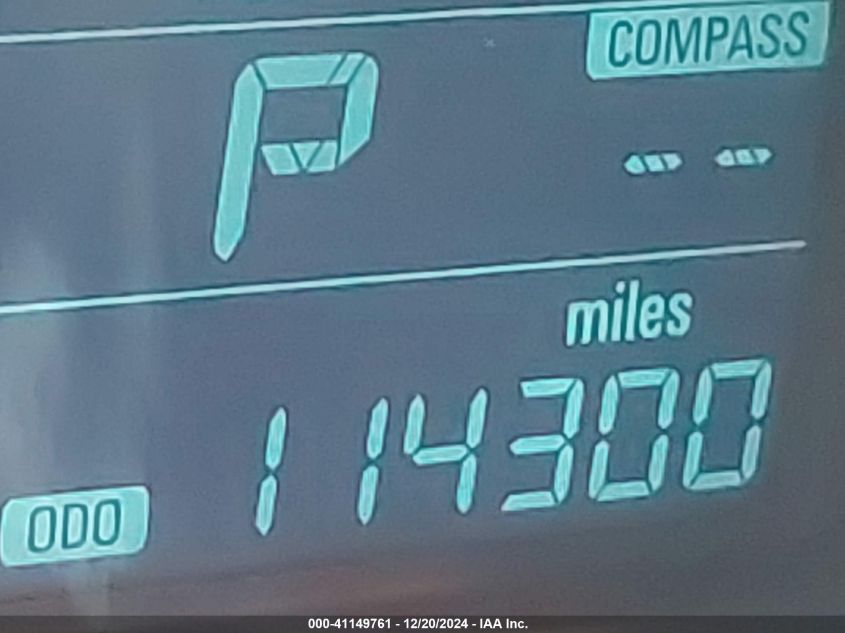 COMPASS
P -- --
miles
ODO 114300
000-41149761 - 12/20/2024 - IAA Inc.